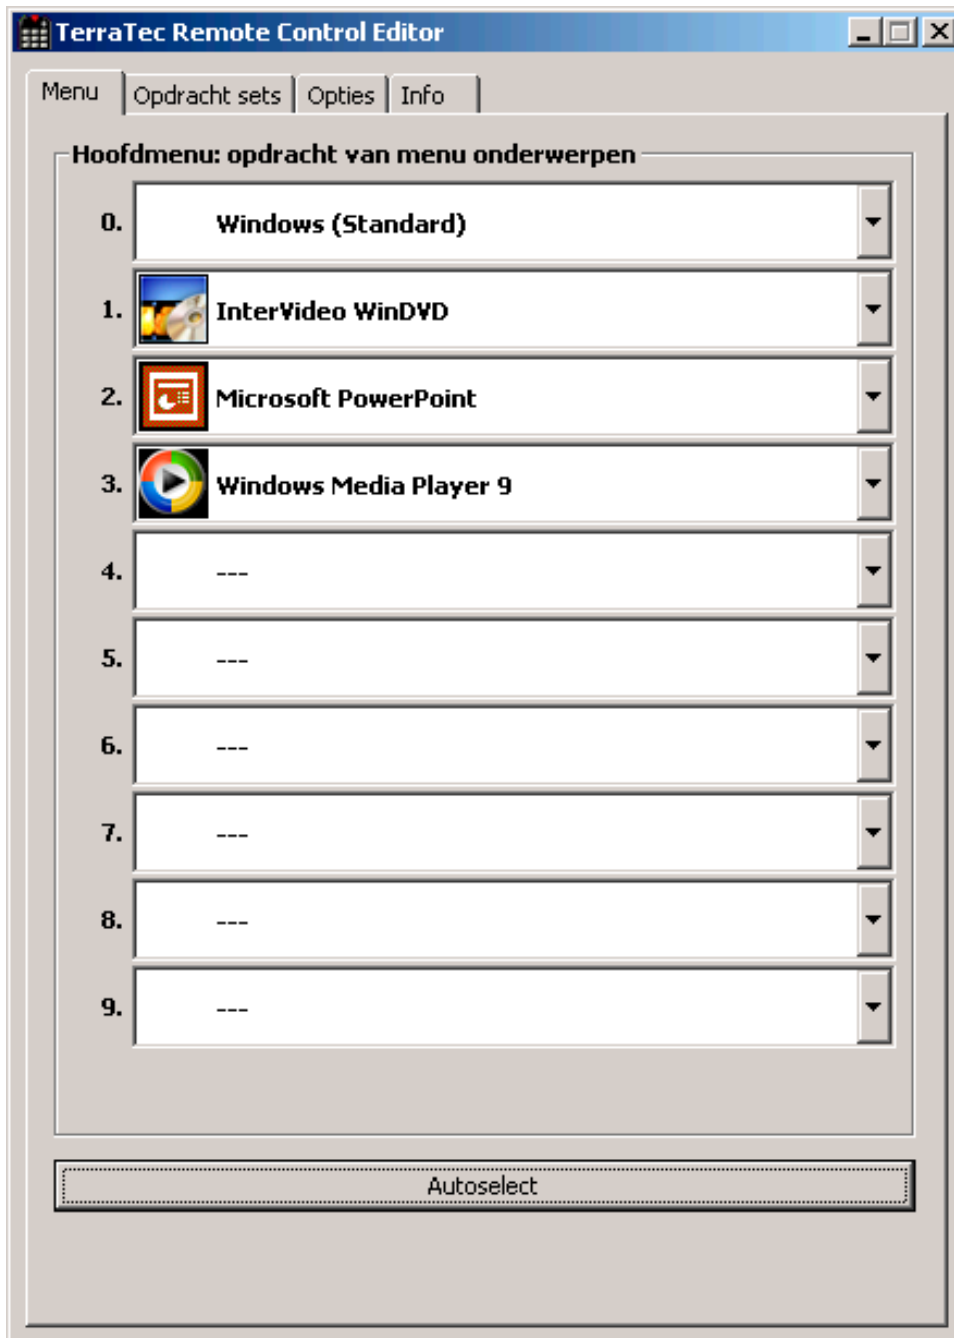 TerraTec Remote Control Editor
Menu Opdracht sets Opties Info
Hoofdmenu: opdracht van menu onderwerpen
0. Windows (Standard)
1. InterVideo WinDVD
2. Microsoft PowerPoint
3. Windows Media Player 9
4. ---
5. ---
6. ---
7. ---
8. ---
9. ---
Autoselect